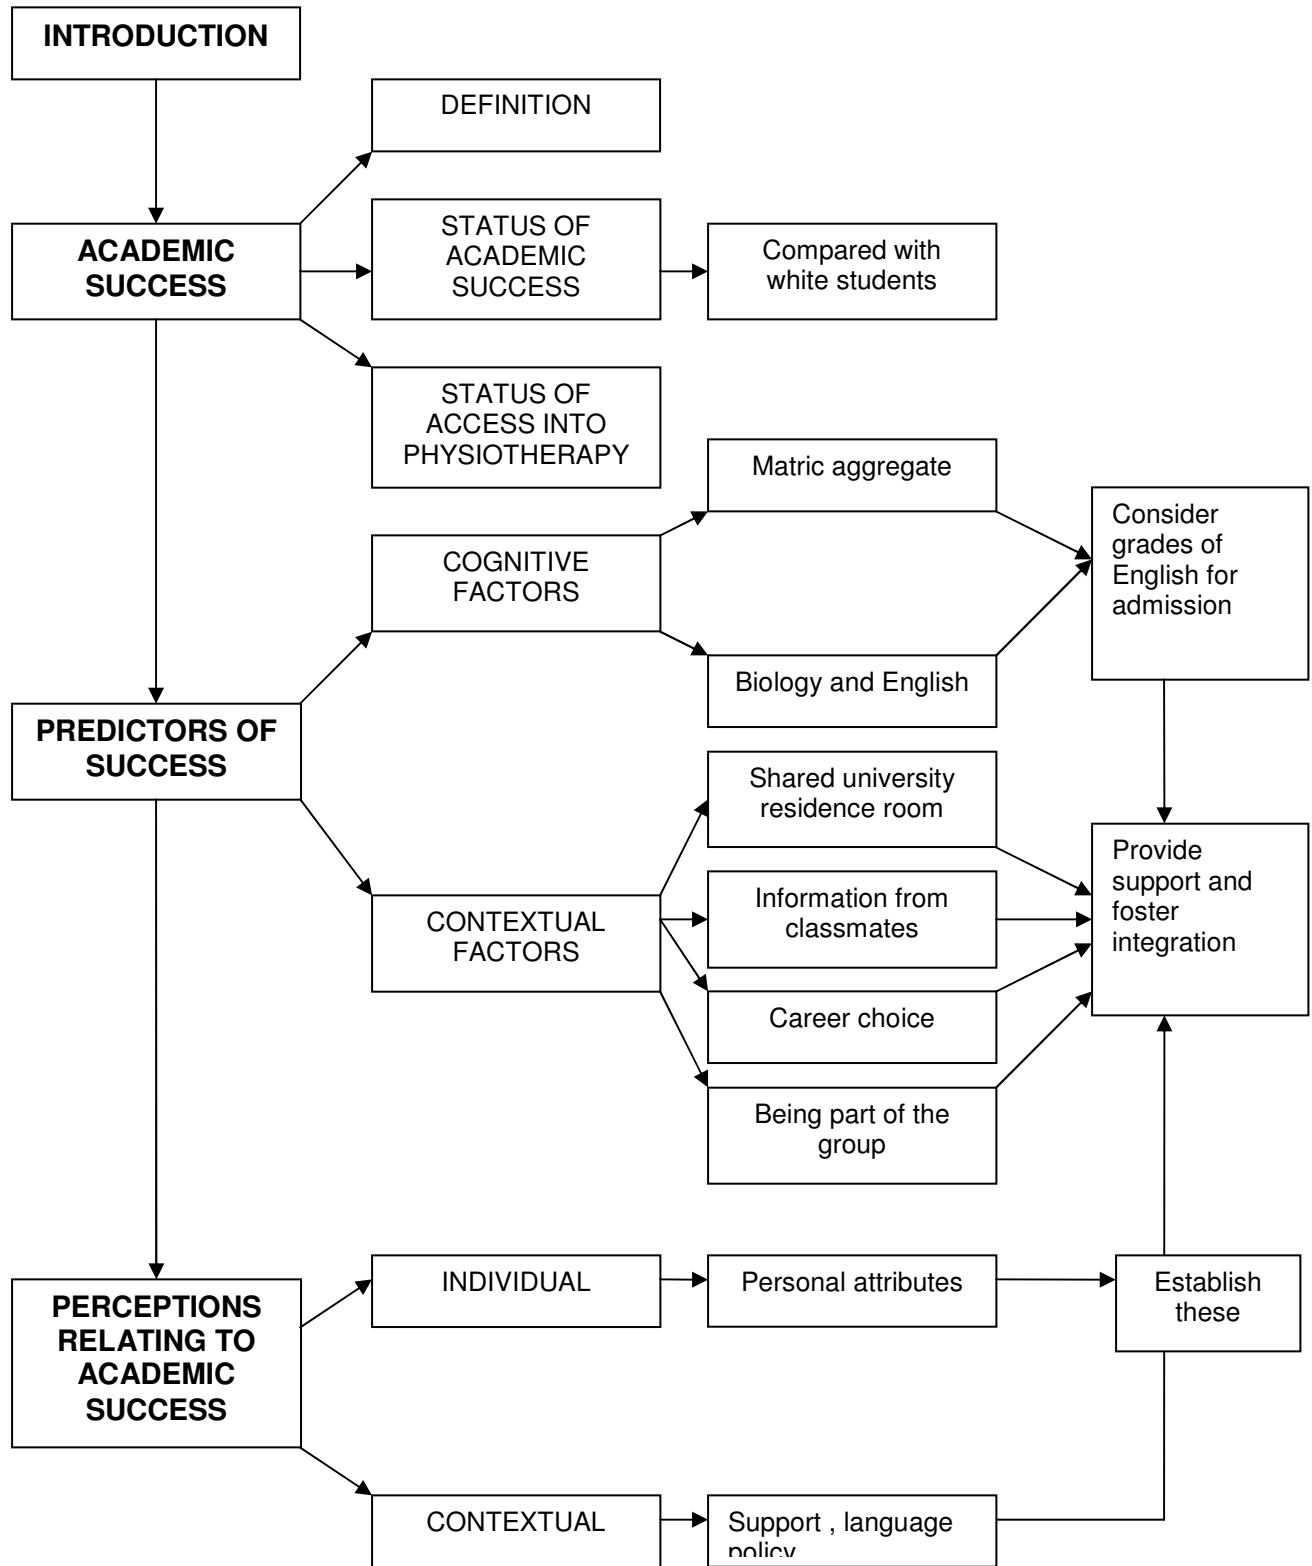 INTRODUCTION
DEFINITION
ACADEMIC
SUCCESS
STATUS OF
ACADEMIC
SUCCESS
Compared with
white students
STATUS OF
ACCESS INTO
PHYSIOTHERAPY
PREDICTORS OF
SUCCESS
COGNITIVE
FACTORS
Matric aggregate
Biology and English
Consider
grades of
English for
admission
CONTEXTUAL
FACTORS
Shared university
residence room
Information from
classmates
Career choice
Being part of the
group
Provide
support and
foster
integration
PERCEPTIONS
RELATING TO
ACADEMIC
SUCCESS
INDIVIDUAL
Personal attributes
Establish
these
CONTEXTUAL
Support , language
policy